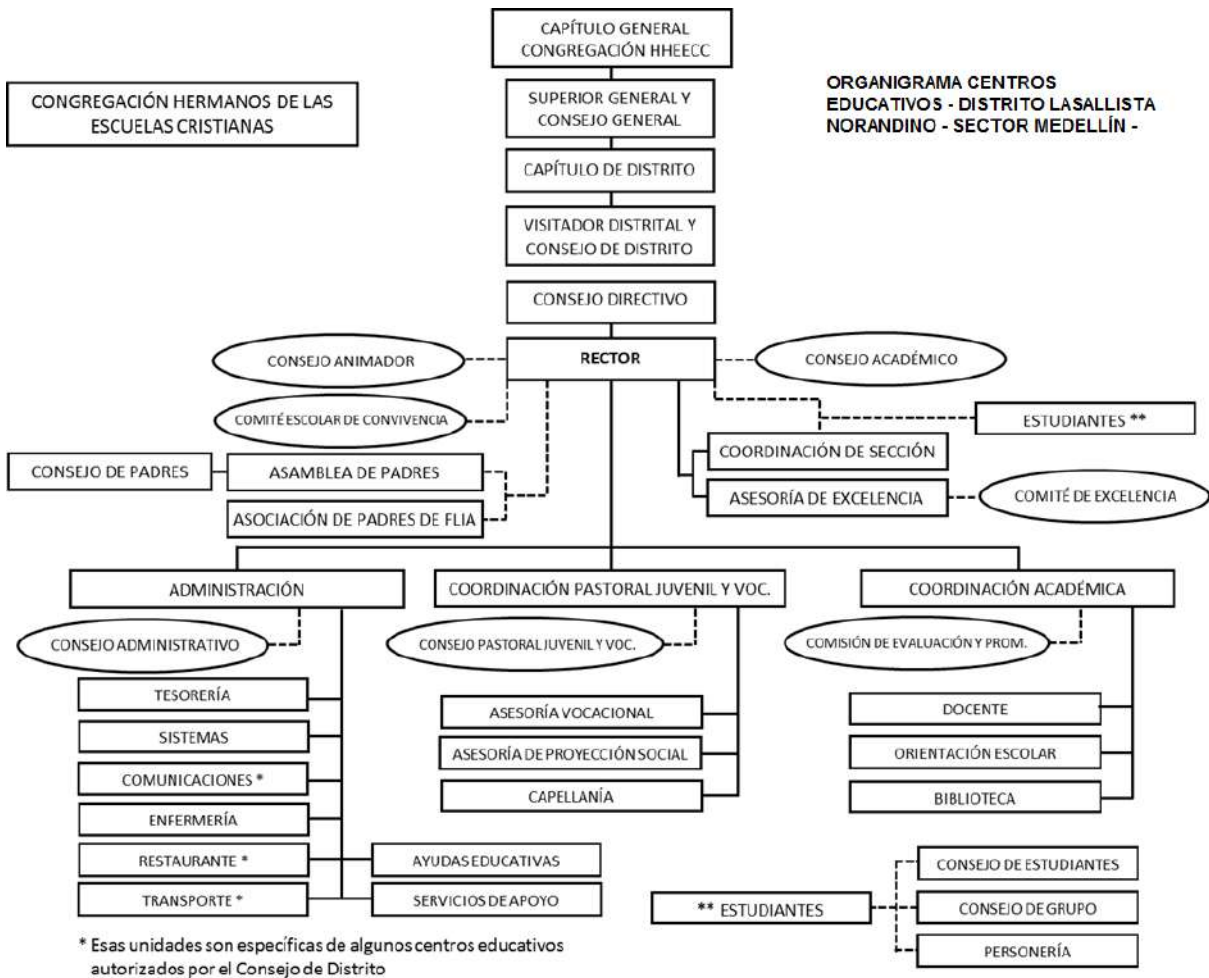 CAPÍTULO GENERAL
CONGREGACIÓN HHEECC
CONGREGACIÓN HERMANOS DE LAS
ESCUELAS CRISTIANAS
ORGANIGRAMA CENTROS
EDUCATIVOS - DISTRITO LASALLISTA
NORANDINO - SECTOR MEDELLÍN -
SUPERIOR GENERAL Y
CONSEJO GENERAL
CAPÍTULO DE DISTRITO
VISITADOR DISTRITAL Y
CONSEJO DE DISTRITO
CONSEJO DIRECTIVO
CONSEJO ANIMADOR
RECTOR
CONSEJO ACADÉMICO
COMITÉ ESCOLAR DE CONVIVENCIA
ESTUDIANTES **
COORDINACIÓN DE SECCIÓN
CONSEJO DE PADRES
ASAMBLEA DE PADRES
ASESORÍA DE EXCELENCIA
COMITÉ DE EXCELENCIA
ASOCIACIÓN DE PADRES DE FLIA
ADMINISTRACIÓN
COORDINACIÓN PASTORAL JUVENIL Y VOC.
COORDINACIÓN ACADÉMICA
CONSEJO ADMINISTRATIVO
CONSEJO PASTORAL JUVENIL Y VOC.
COMISIÓN DE EVALUACIÓN Y PROM.
TESORERÍA
SISTEMAS
COMUNICACIONES *
ENFERMERÍA
RESTAURANTE *
TRANSPORTE *
AYUDAS EDUCATIVAS
SERVICIOS DE APOYO
ASESORÍA VOCACIONAL
ASESORÍA DE PROYECCIÓN SOCIAL
CAPELLANÍA
DOCENTE
ORIENTACIÓN ESCOLAR
BIBLIOTECA
** ESTUDIANTES
CONSEJO DE ESTUDIANTES
CONSEJO DE GRUPO
PERSONERÍA
* Esas unidades son específicas de algunos centros educativos
autorizados por el Consejo de Distrito